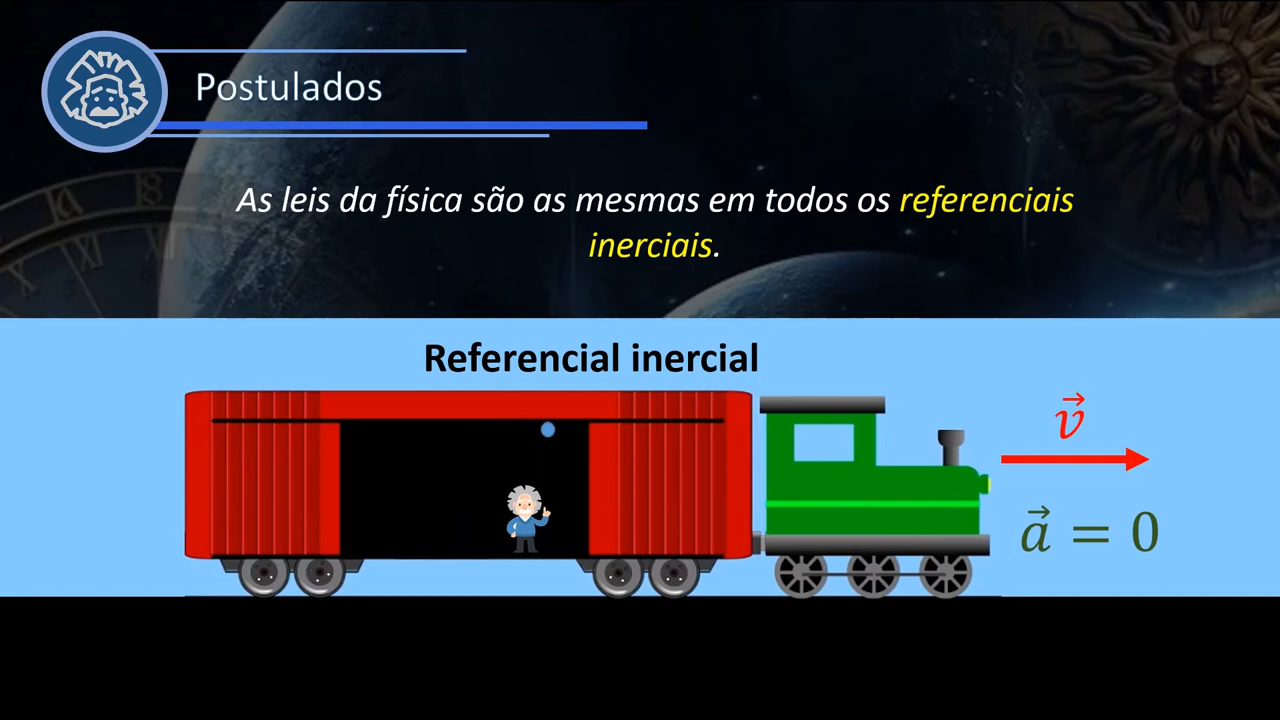 Postulados
As leis da física são as mesmas em todos os referenciais
inerciais.
Referencial inercial
v⃗
a⃗ = 0